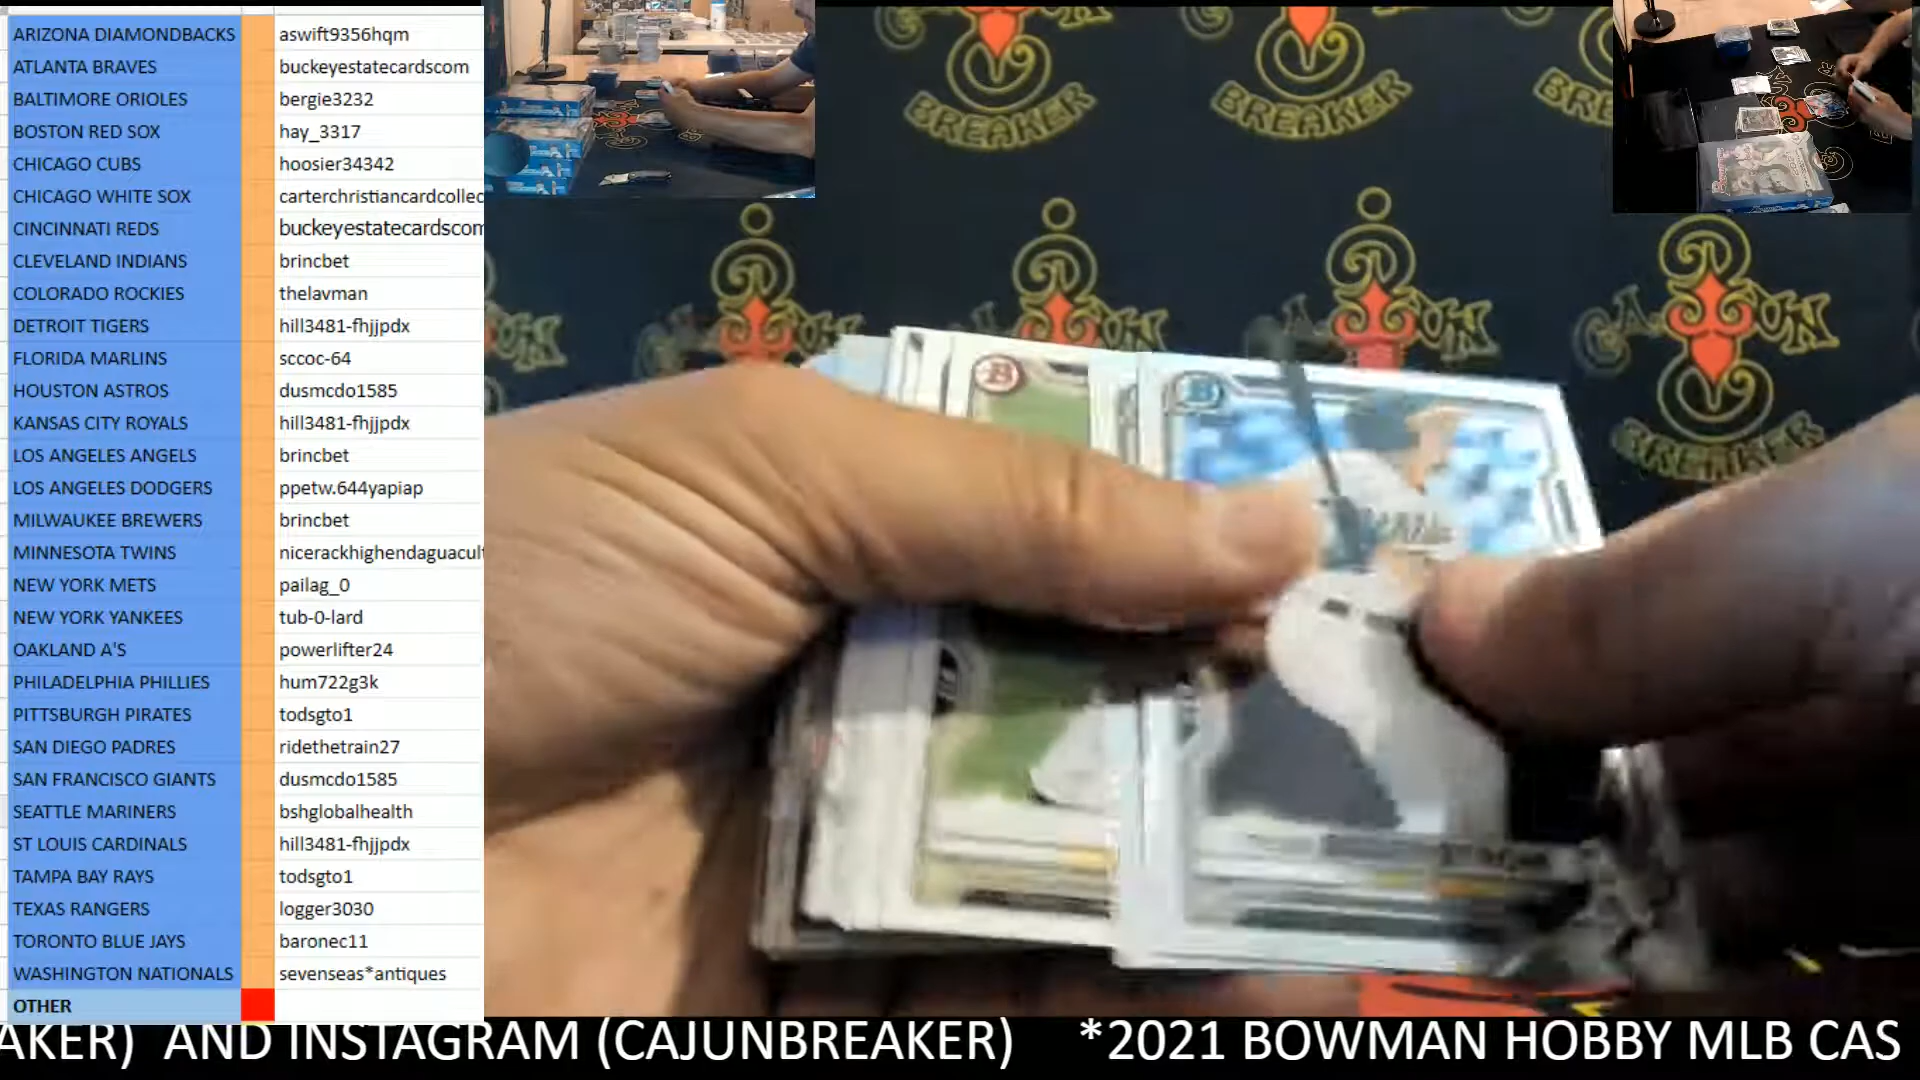 ARIZONA DIAMONDBACKS aswift9356hqm
ATLANTA BRAVES buckeyestatecardscom
BALTIMORE ORIOLES bergie3232
BOSTON RED SOX hay_3317
CHICAGO CUBS hoosier34342
CHICAGO WHITE SOX carterchristiancardcollec
CINCINNATI REDS buckeyestatecardscom
CLEVELAND INDIANS brincbet
COLORADO ROCKIES thelavman
DETROIT TIGERS hill3481-fhjjpdx
FLORIDA MARLINS sccoc-64
HOUSTON ASTROS dusmcdo1585
KANSAS CITY ROYALS hill3481-fhjjpdx
LOS ANGELES ANGELS brincbet
LOS ANGELES DODGERS ppetw.644yapiap
MILWAUKEE BREWERS brincbet
MINNESOTA TWINS nicerackhighendaguacult
NEW YORK METS pailag_0
NEW YORK YANKEES tub-0-lard
OAKLAND A'S powerlifter24
PHILADELPHIA PHILLIES hum722g3k
PITTSBURGH PIRATES todsgto1
SAN DIEGO PADRES ridethetrain27
SAN FRANCISCO GIANTS dusmcdo1585
SEATTLE MARINERS bshglobalhealth
ST LOUIS CARDINALS hill3481-fhjjpdx
TAMPA BAY RAYS todsgto1
TEXAS RANGERS logger3030
TORONTO BLUE JAYS baronec11
WASHINGTON NATIONALS sevenseas*antiques
OTHER
BREAKER
BREAKER
BRE
CAJUN
BREAKER
AKER) AND INSTAGRAM (CAJUNBREAKER) *2021 BOWMAN HOBBY MLB CAS